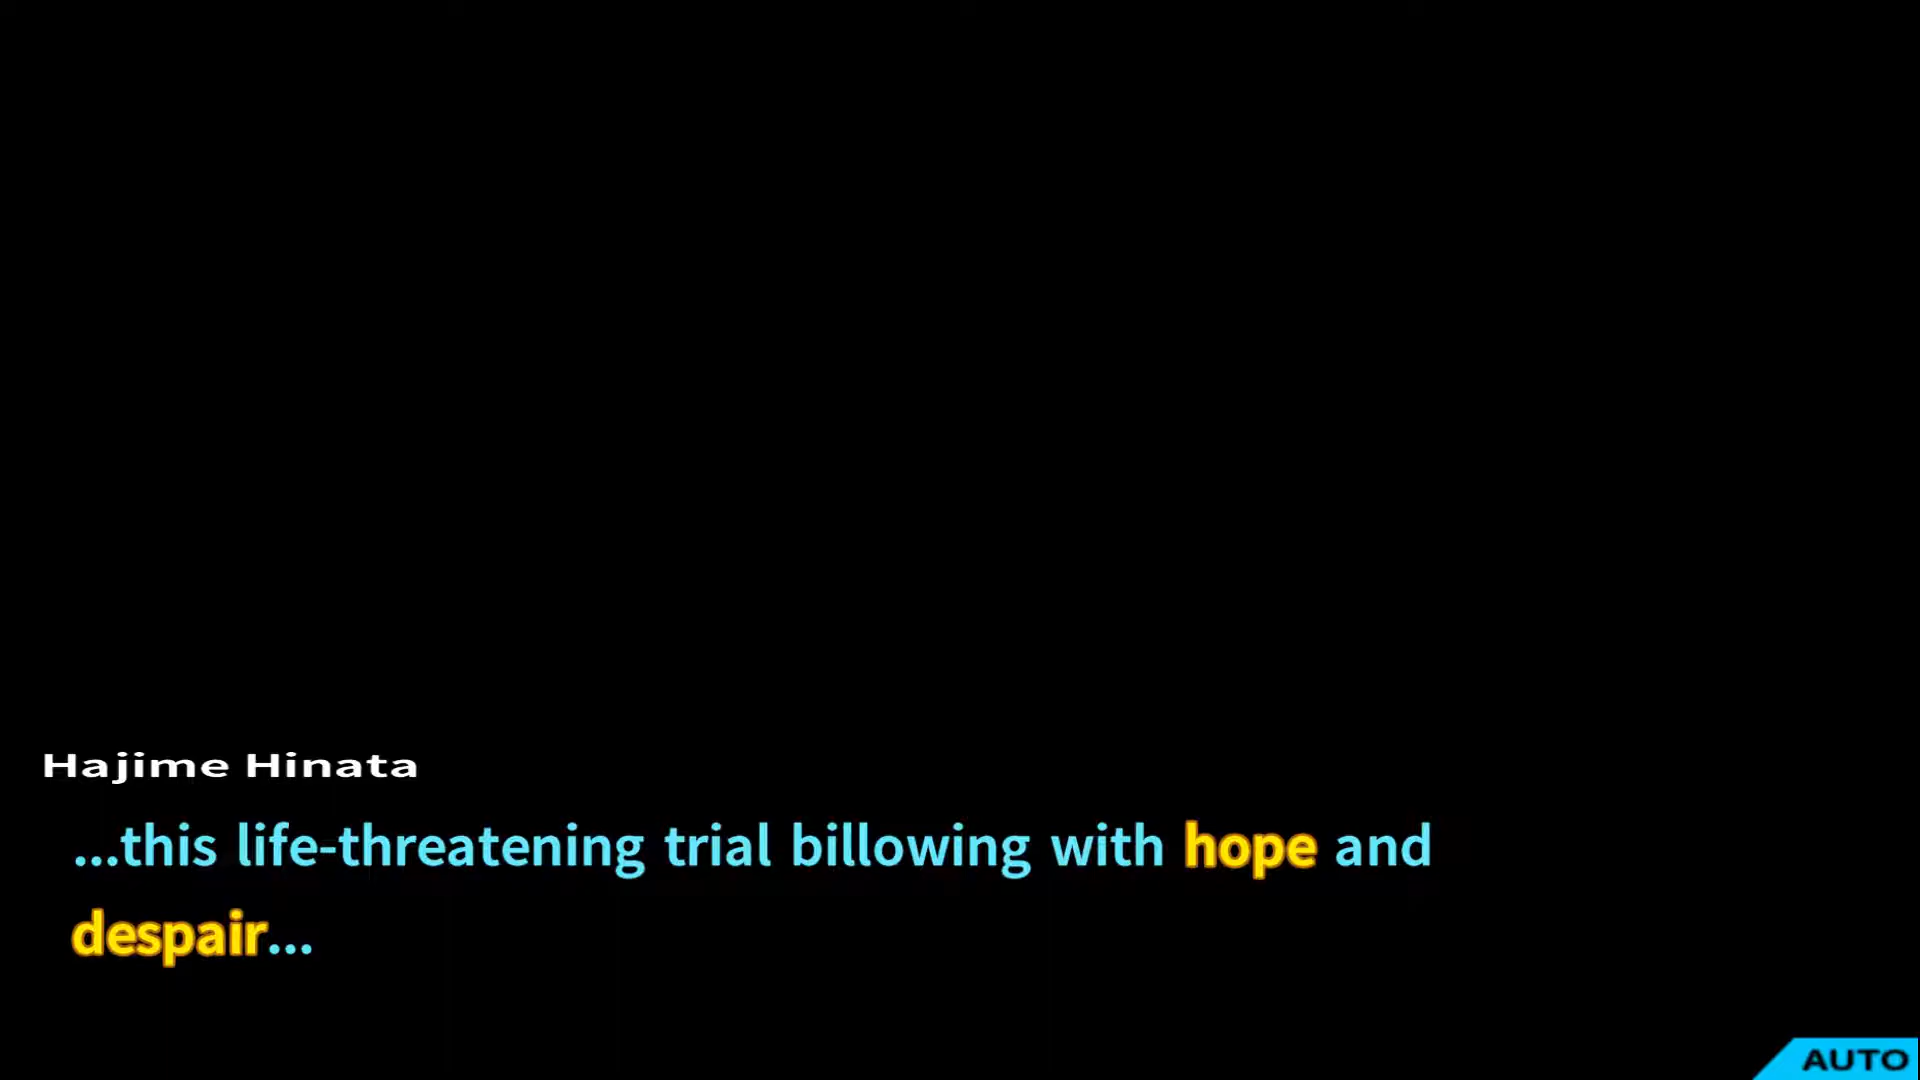 Hajime Hinata
...this life-threatening trial billowing with hope and
despair...
AUTO